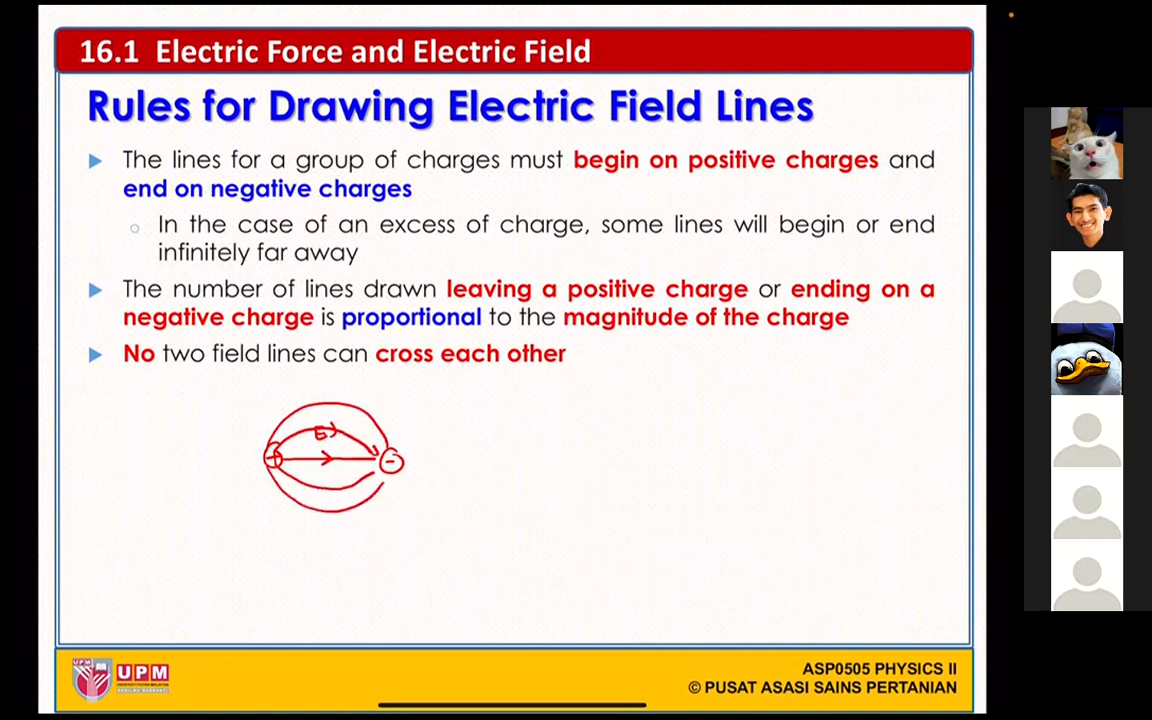 16.1 Electric Force and Electric Field
Rules for Drawing Electric Field Lines
The lines for a group of charges must begin on positive charges and
end on negative charges
In the case of an excess of charge, some lines will begin or end
infinitely far away
The number of lines drawn leaving a positive charge or ending on a
negative charge is proportional to the magnitude of the charge
No two field lines can cross each other
E
+
-
UPM
UPM
ASP0505 PHYSICS II
© PUSAT ASASI SAINS PERTANIAN